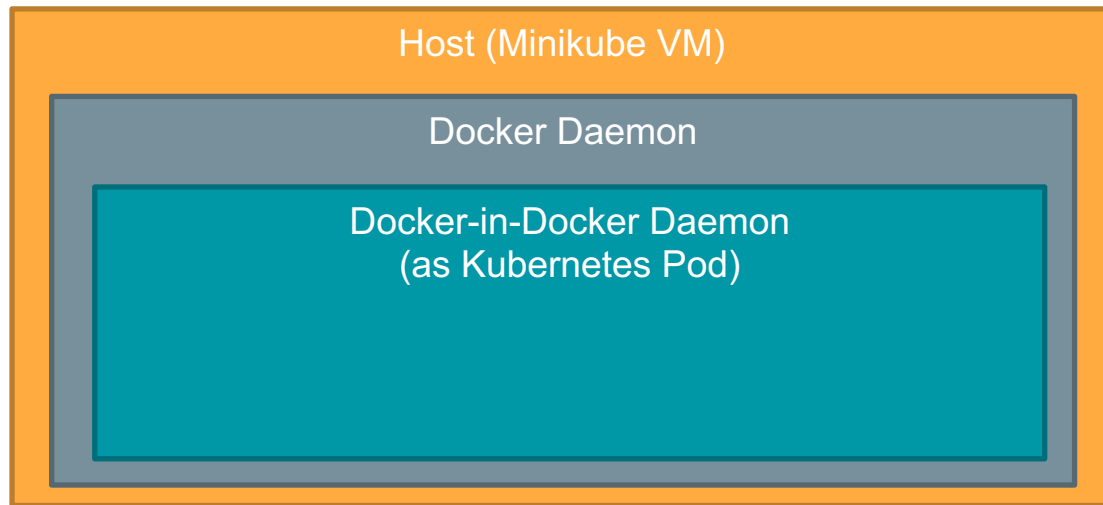 Host (Minikube VM)
Docker Daemon
Docker-in-Docker Daemon
(as Kubernetes Pod)